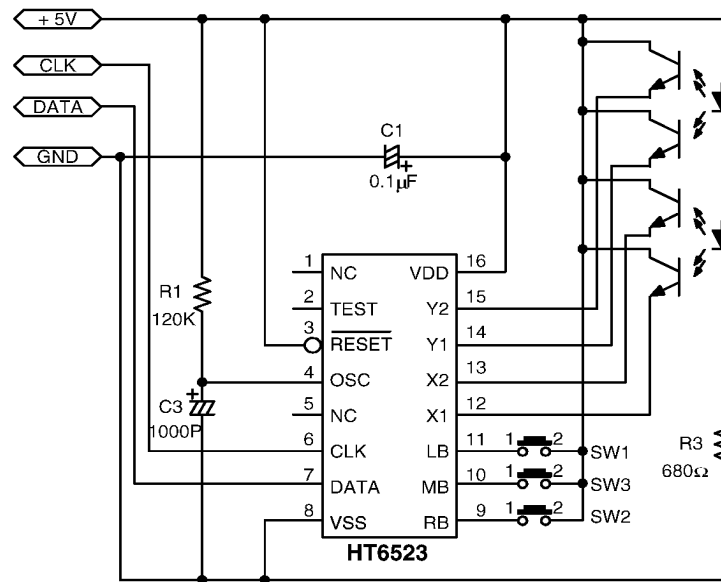 + 5V
CLK
DATA
GND
C1
+
0.1µF
R1
120K
+
C3
1000P
1 NC VDD 16
2 TEST Y2 15
3 RESET Y1 14
4 OSC X2 13
5 NC X1 12
6 CLK LB 11 1 2 SW1
7 DATA MB 10 1 2 SW3
8 VSS RB 9 1 2 SW2
HT6523
R3
680Ω